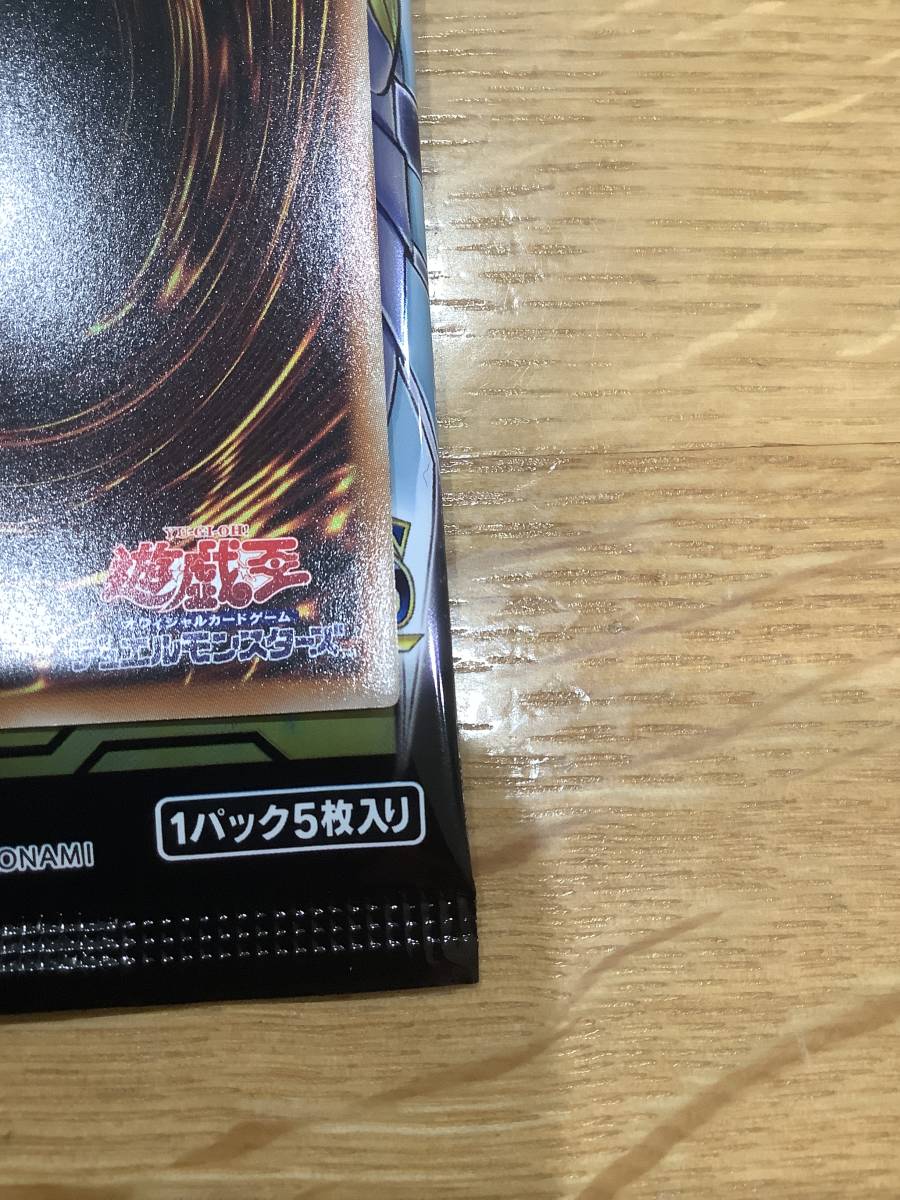 YU-GI-OH!
遊戯王
オフィシャルカードゲーム
デュエルモンスターズ
1パック5枚入り
KONAMI